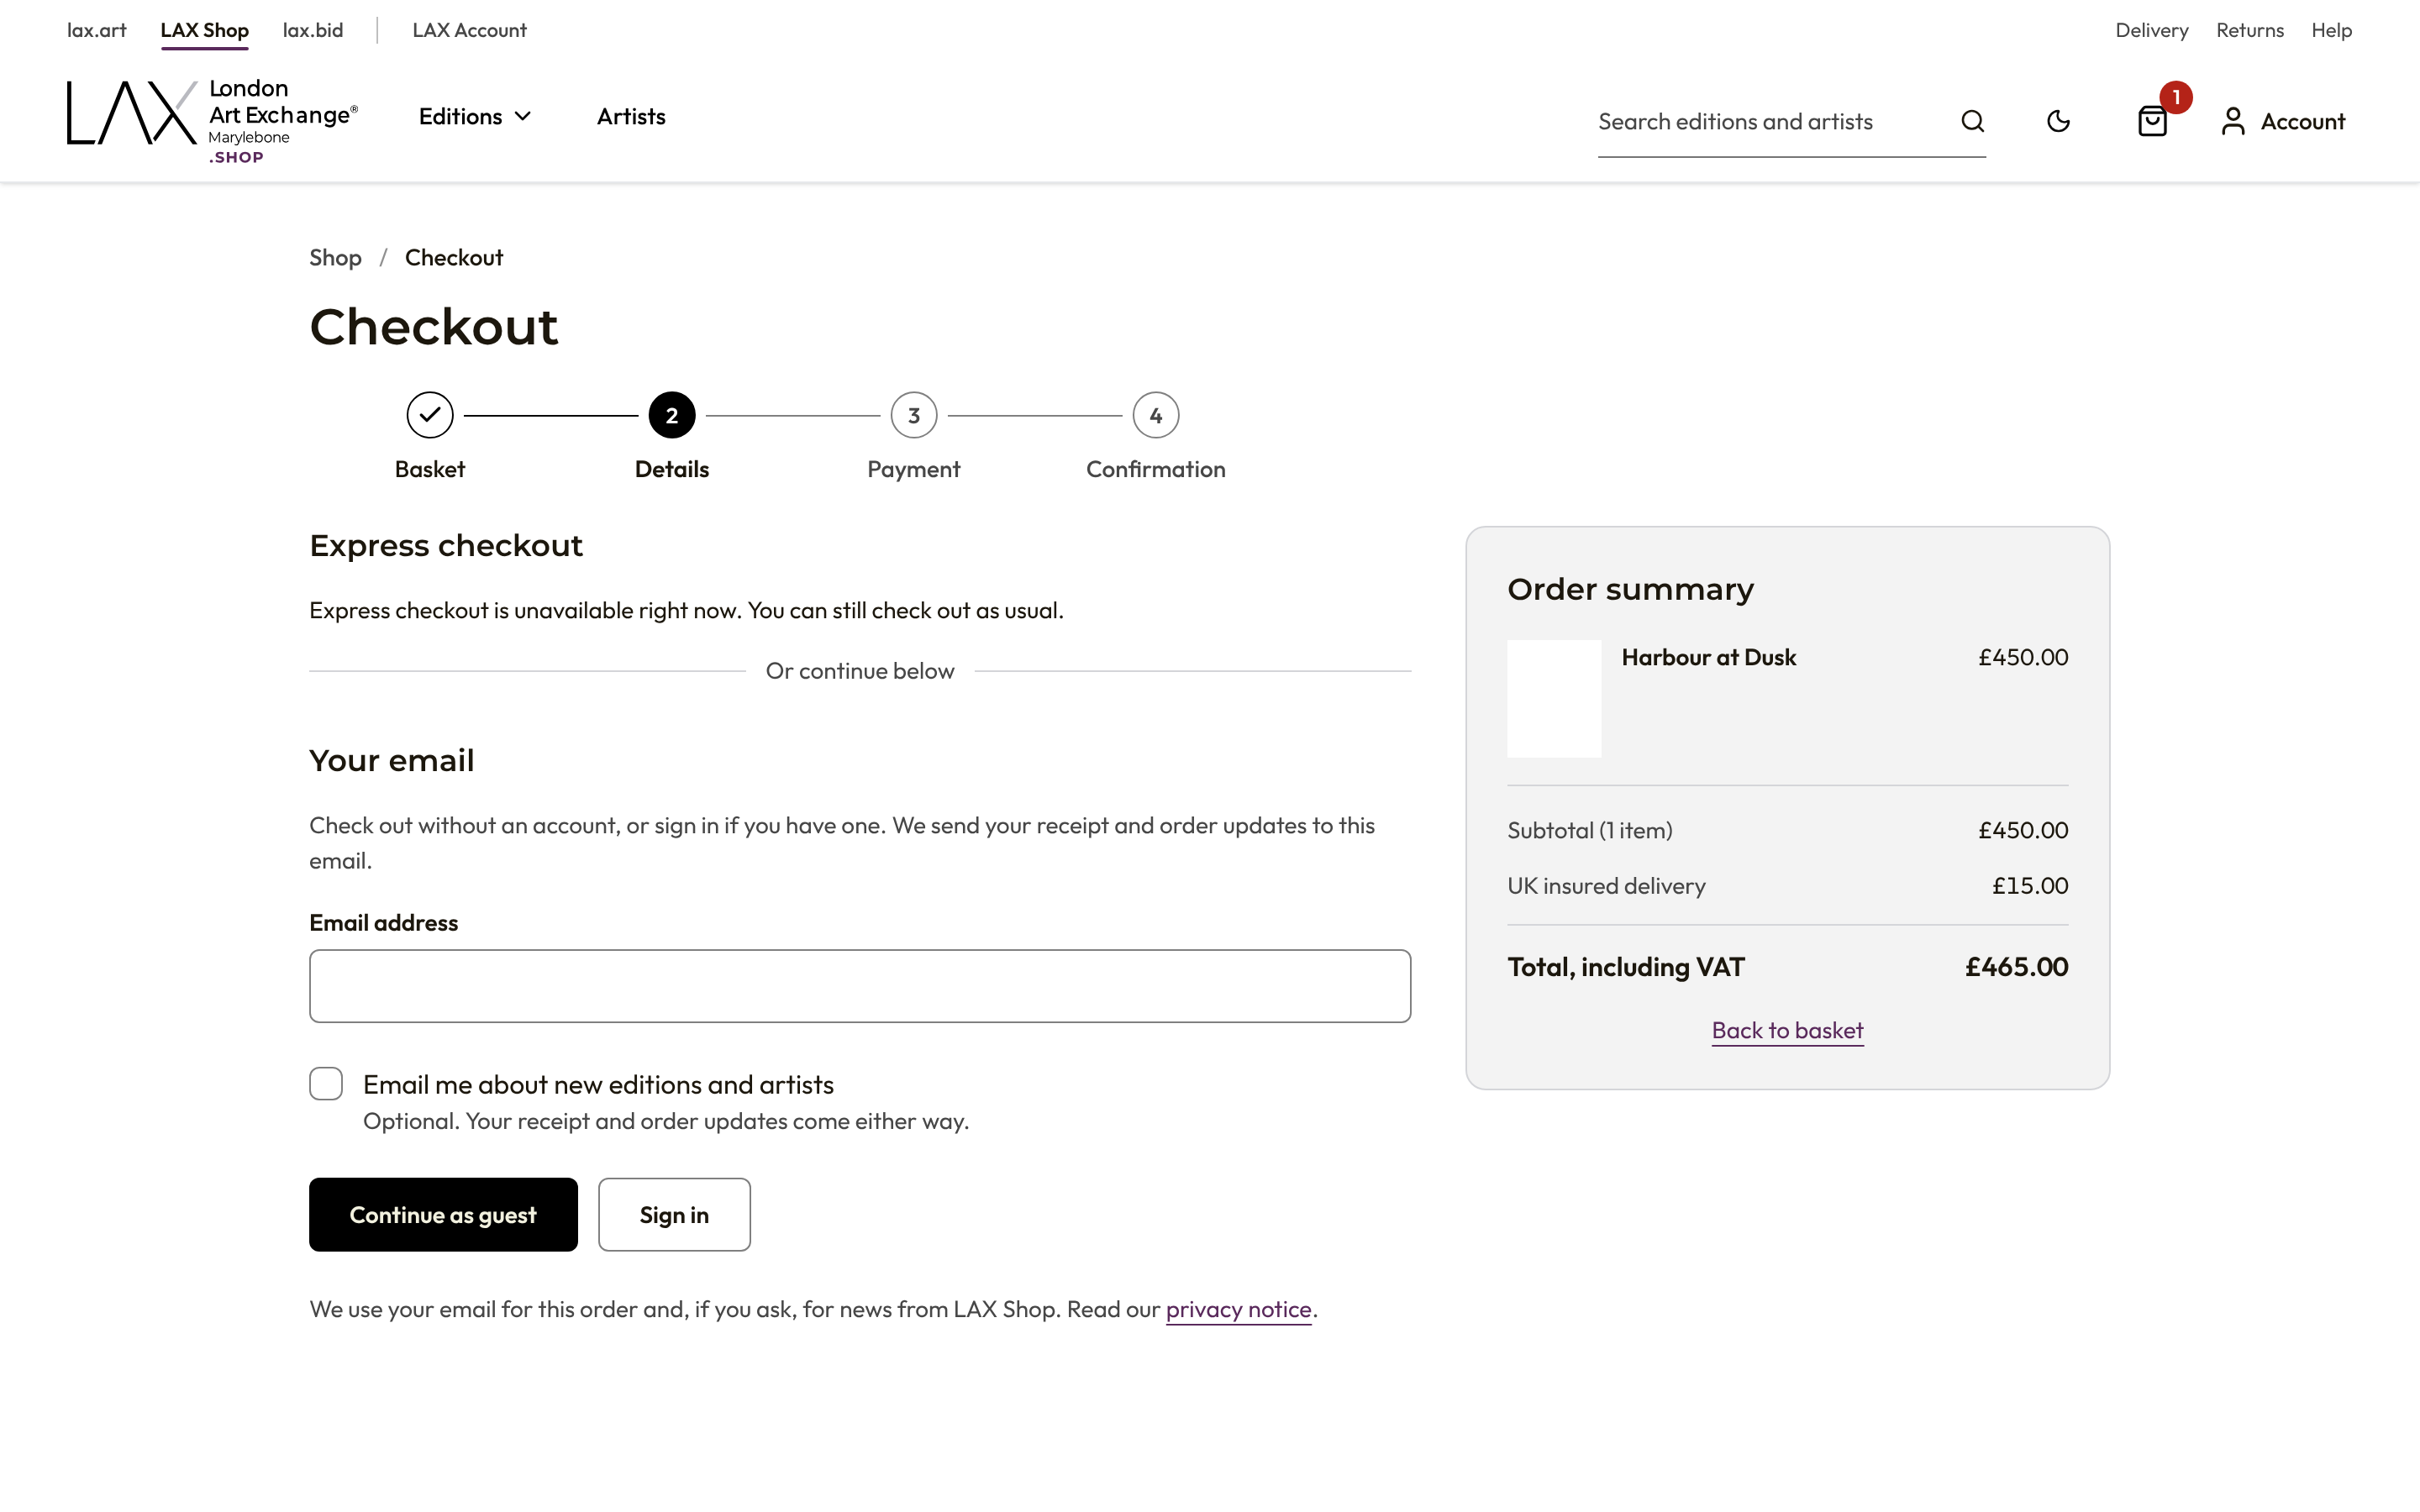 lax.art LAX Shop lax.bid LAX Account Delivery Returns Help
LAX London
Art Exchange®
Marylebone
.SHOP
Editions Artists Search editions and artists 1 Account
Shop / Checkout
Checkout
2 3 4
Basket Details Payment Confirmation
Express checkout
Express checkout is unavailable right now. You can still check out as usual.
Or continue below
Your email
Check out without an account, or sign in if you have one. We send your receipt and order updates to this
email.
Email address
Email me about new editions and artists
Optional. Your receipt and order updates come either way.
Continue as guest Sign in
We use your email for this order and, if you ask, for news from LAX Shop. Read our privacy notice.
Order summary
Harbour at Dusk £450.00
Subtotal (1 item) £450.00
UK insured delivery £15.00
Total, including VAT £465.00
Back to basket